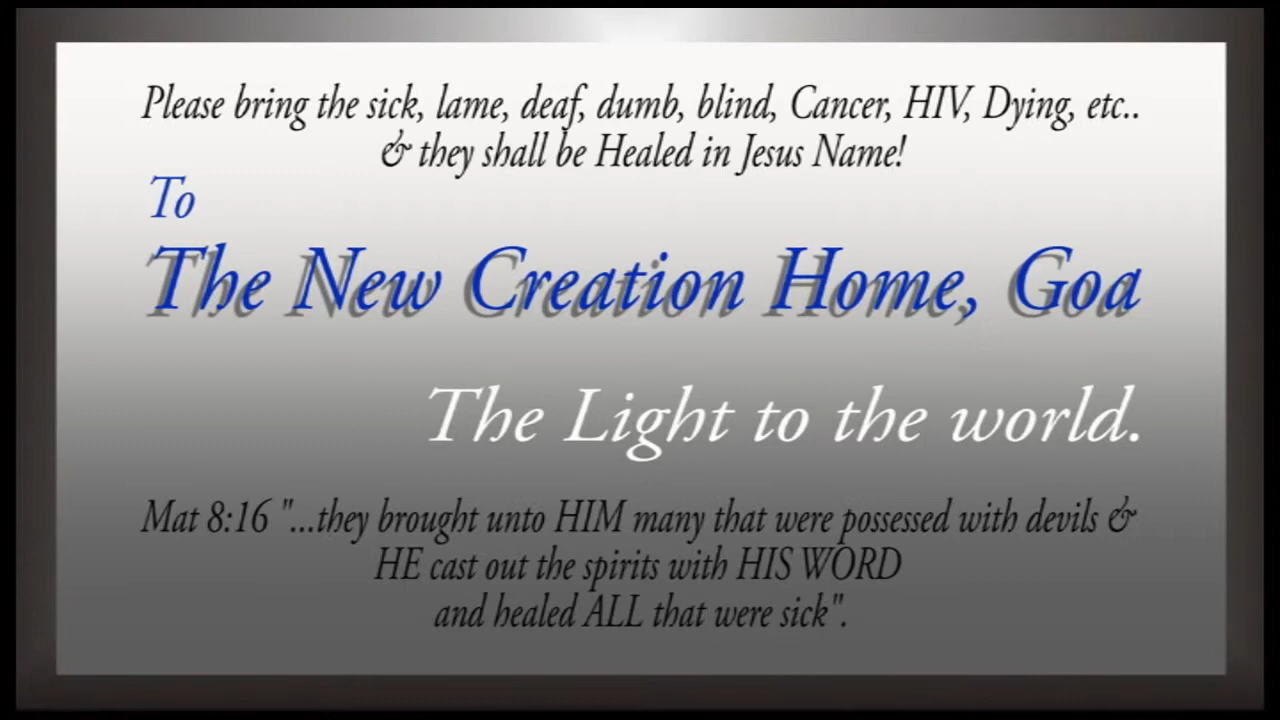 Please bring the sick, lame, deaf, dumb, blind, Cancer, HIV, Dying, etc..
& they shall be Healed in Jesus Name!
To
The New Creation Home, Goa
The Light to the world.
Mat 8:16 "...they brought unto HIM many that were possessed with devils &
HE cast out the spirits with HIS WORD
and healed ALL that were sick".